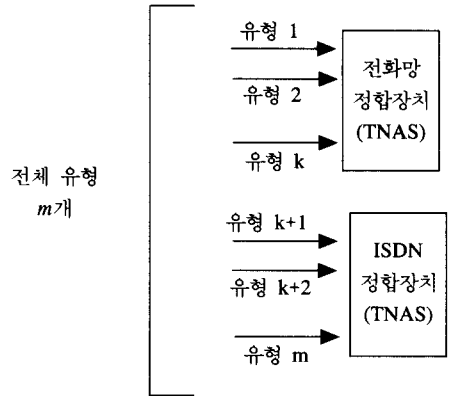 전체 유형
m개
유형 1
유형 2
유형 k
전화망
정합장치
(TNAS)
유형 k+1
유형 k+2
유형 m
ISDN
정합장치
(TNAS)